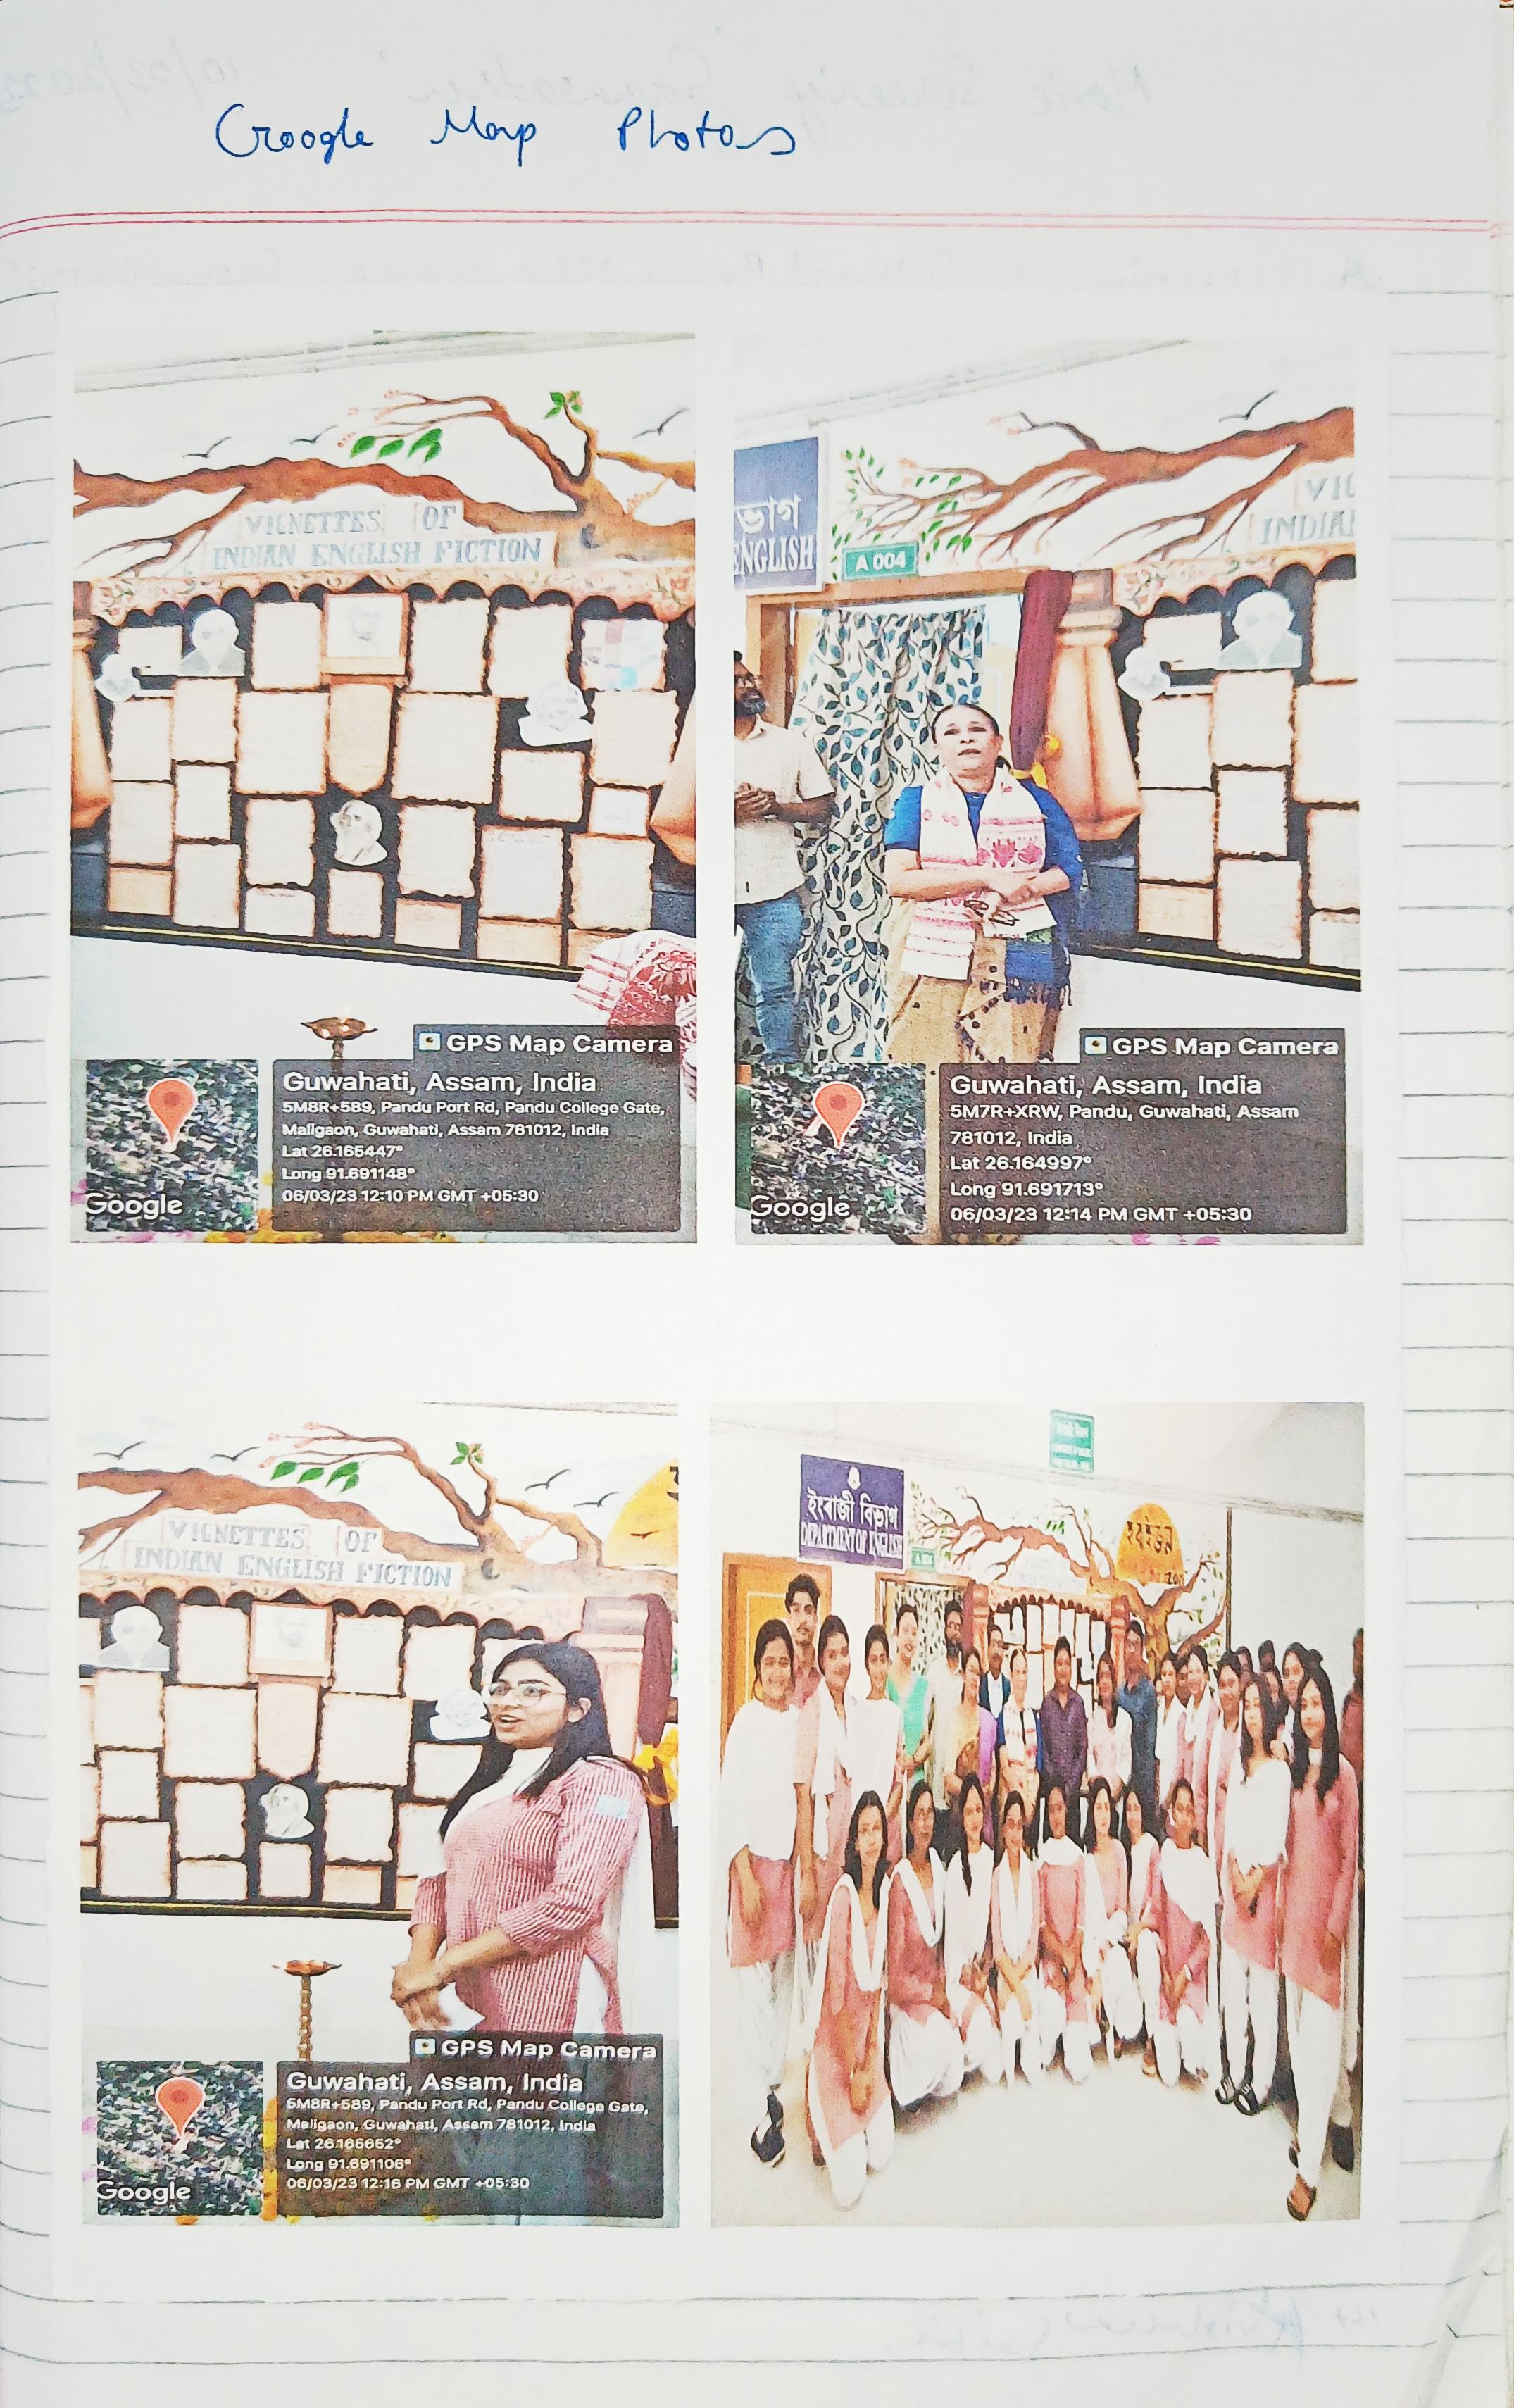 Google Map Photos
VIGNETTES OF
INDIAN ENGLISH FICTION
GPS Map Camera
Guwahati, Assam, India
5M8R+589, Pandu Port Rd, Pandu College Gate,
Maligaon, Guwahati, Assam 781012, India
Lat 26.165447°
Long 91.691148°
06/03/23 12:10 PM GMT +05:30
Google
ভাগ
ENGLISH
A 004
VIG
INDIAN
GPS Map Camera
Guwahati, Assam, India
5M7R+XRW, Pandu, Guwahati, Assam
781012, India
Lat 26.164997°
Long 91.691713°
06/03/23 12:14 PM GMT +05:30
Google
VIGNETTES OF
INDIAN ENGLISH FICTION
GPS Map Camera
Guwahati, Assam, India
5M8R+589, Pandu Port Rd, Pandu College Gate,
Maligaon, Guwahati, Assam 781012, India
Lat 26.165652°
Long 91.691106°
06/03/23 12:16 PM GMT +05:30
Google
ইংৰাজী বিভাগ
DEPARTMENT OF ENGLISH
A 004